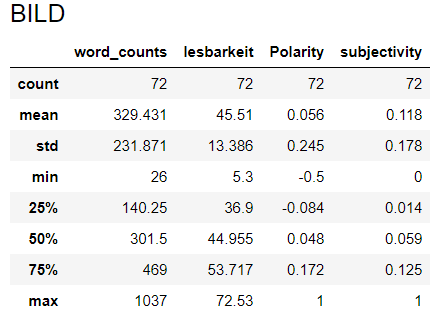 BILD
word_counts lesbarkeit Polarity subjectivity
count 72 72 72 72
mean 329.431 45.51 0.056 0.118
std 231.871 13.386 0.245 0.178
min 26 5.3 -0.5 0
25% 140.25 36.9 -0.084 0.014
50% 301.5 44.955 0.048 0.059
75% 469 53.717 0.172 0.125
max 1037 72.53 1 1